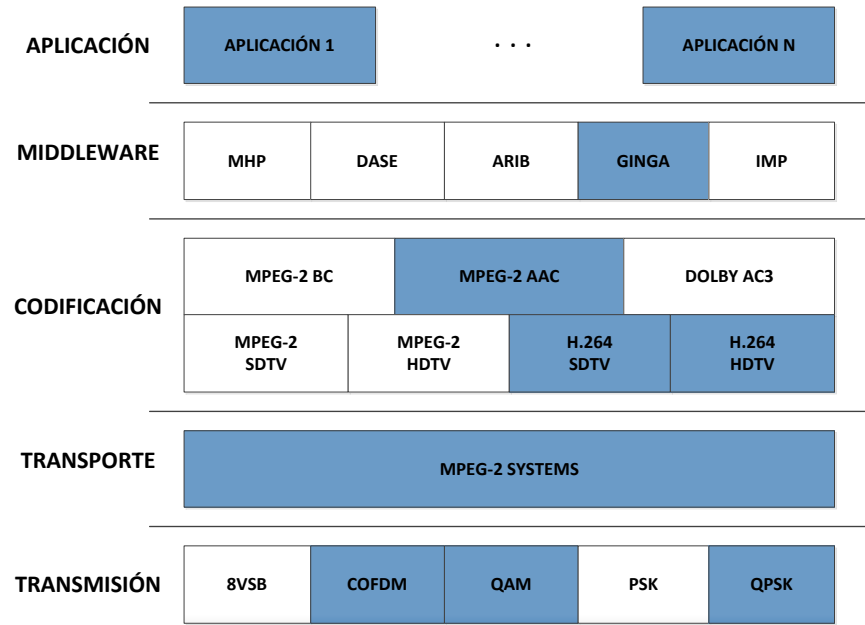 APLICACIÓN
APLICACIÓN 1
. . .
APLICACIÓN N
MIDDLEWARE
MHP
DASE
ARIB
GINGA
IMP
CODIFICACIÓN
MPEG-2 BC
MPEG-2 AAC
DOLBY AC3
MPEG-2
SDTV
MPEG-2
HDTV
H.264
SDTV
H.264
HDTV
TRANSPORTE
MPEG-2 SYSTEMS
TRANSMISIÓN
8VSB
COFDM
QAM
PSK
QPSK